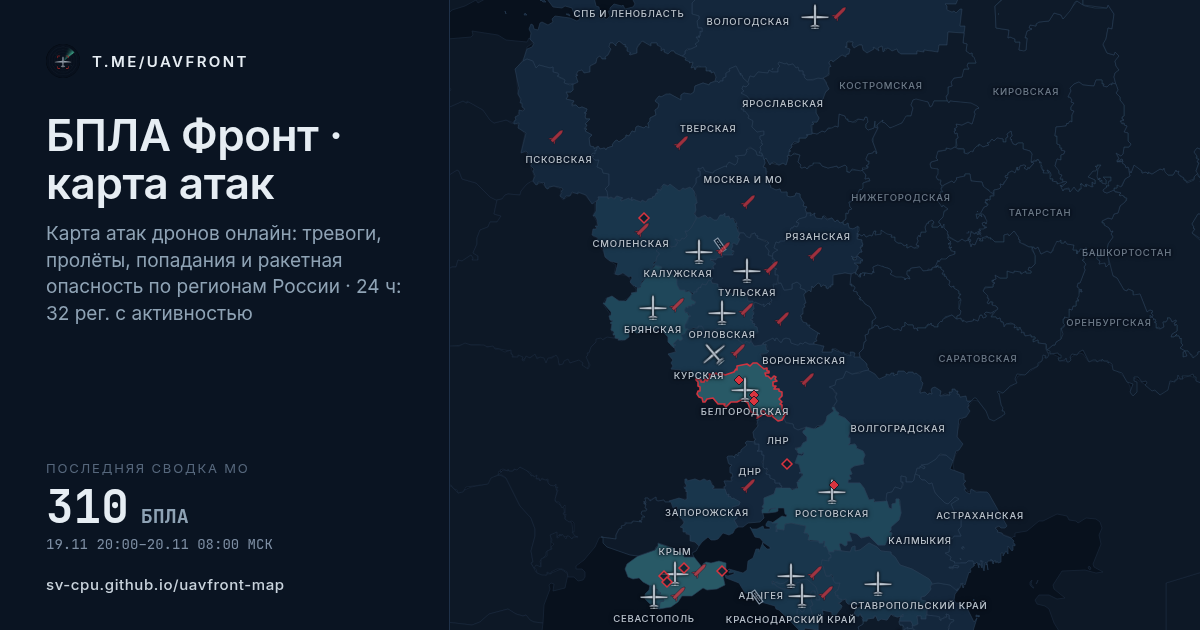 T.ME/UAVFRONT
БПЛА Фронт ·
карта атак
Карта атак дронов онлайн: тревоги,
пролёты, попадания и ракетная
опасность по регионам России · 24 ч:
32 рег. с активностью
ПОСЛЕДНЯЯ СВОДКА МО
310 БПЛА
19.11 20:00–20.11 08:00 МСК
sv-cpu.github.io/uavfront-map
СПБ И ЛЕНОБЛАСТЬ
ВОЛОГОДСКАЯ
КОСТРОМСКАЯ
КИРОВСКАЯ
ЯРОСЛАВСКАЯ
ТВЕРСКАЯ
ПСКОВСКАЯ
МОСКВА И МО
НИЖЕГОРОДСКАЯ
ТАТАРСТАН
СМОЛЕНСКАЯ
РЯЗАНСКАЯ
БАШКОРТОСТАН
КАЛУЖСКАЯ
ТУЛЬСКАЯ
БРЯНСКАЯ
ОРЛОВСКАЯ
ОРЕНБУРГСКАЯ
ВОРОНЕЖСКАЯ
САРАТОВСКАЯ
КУРСКАЯ
БЕЛГОРОДСКАЯ
ВОЛГОГРАДСКАЯ
ЛНР
ДНР
ЗАПОРОЖСКАЯ
РОСТОВСКАЯ
АСТРАХАНСКАЯ
КАЛМЫКИЯ
КРЫМ
АДЫГЕЯ
СТАВРОПОЛЬСКИЙ КРАЙ
СЕВАСТОПОЛЬ
КРАСНОДАРСКИЙ КРАЙ